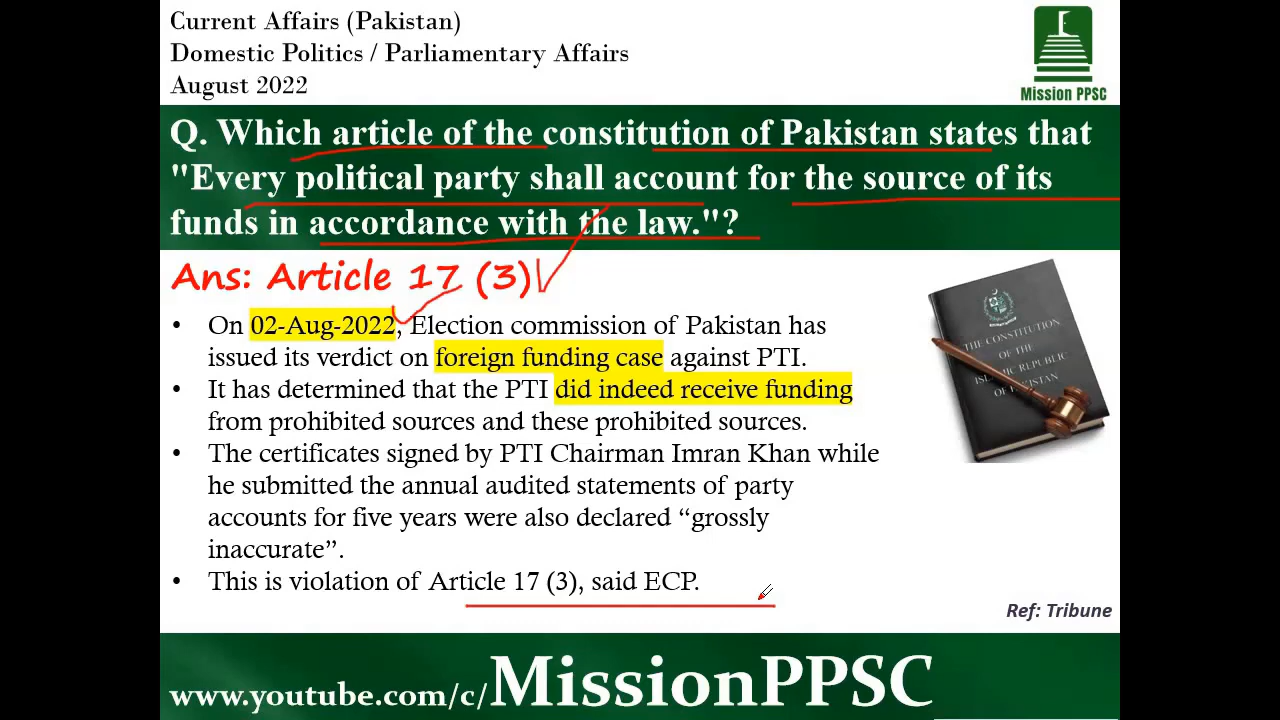 Current Affairs (Pakistan)
Domestic Politics / Parliamentary Affairs
August 2022
Mission PPSC
Q. Which article of the constitution of Pakistan states that
"Every political party shall account for the source of its
funds in accordance with the law."?
Ans: Article 17 (3)
• On 02-Aug-2022, Election commission of Pakistan has
issued its verdict on foreign funding case against PTI.
• It has determined that the PTI did indeed receive funding
from prohibited sources and these prohibited sources.
• The certificates signed by PTI Chairman Imran Khan while
he submitted the annual audited statements of party
accounts for five years were also declared “grossly
inaccurate”.
• This is violation of Article 17 (3), said ECP.
THE CONSTITUTION
OF THE
ISLAMIC REPUBLIC
OF PAKISTAN
Ref: Tribune
www.youtube.com/c/MissionPPSC